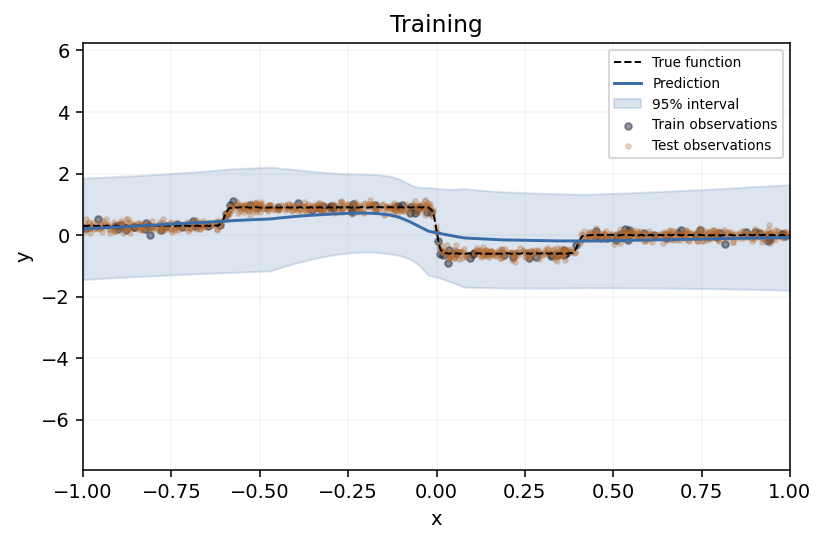 Training
6
4
2
0
−2
−4
−6
y
True function
Prediction
95% interval
Train observations
Test observations
−1.00 −0.75 −0.50 −0.25 0.00 0.25 0.50 0.75 1.00
x